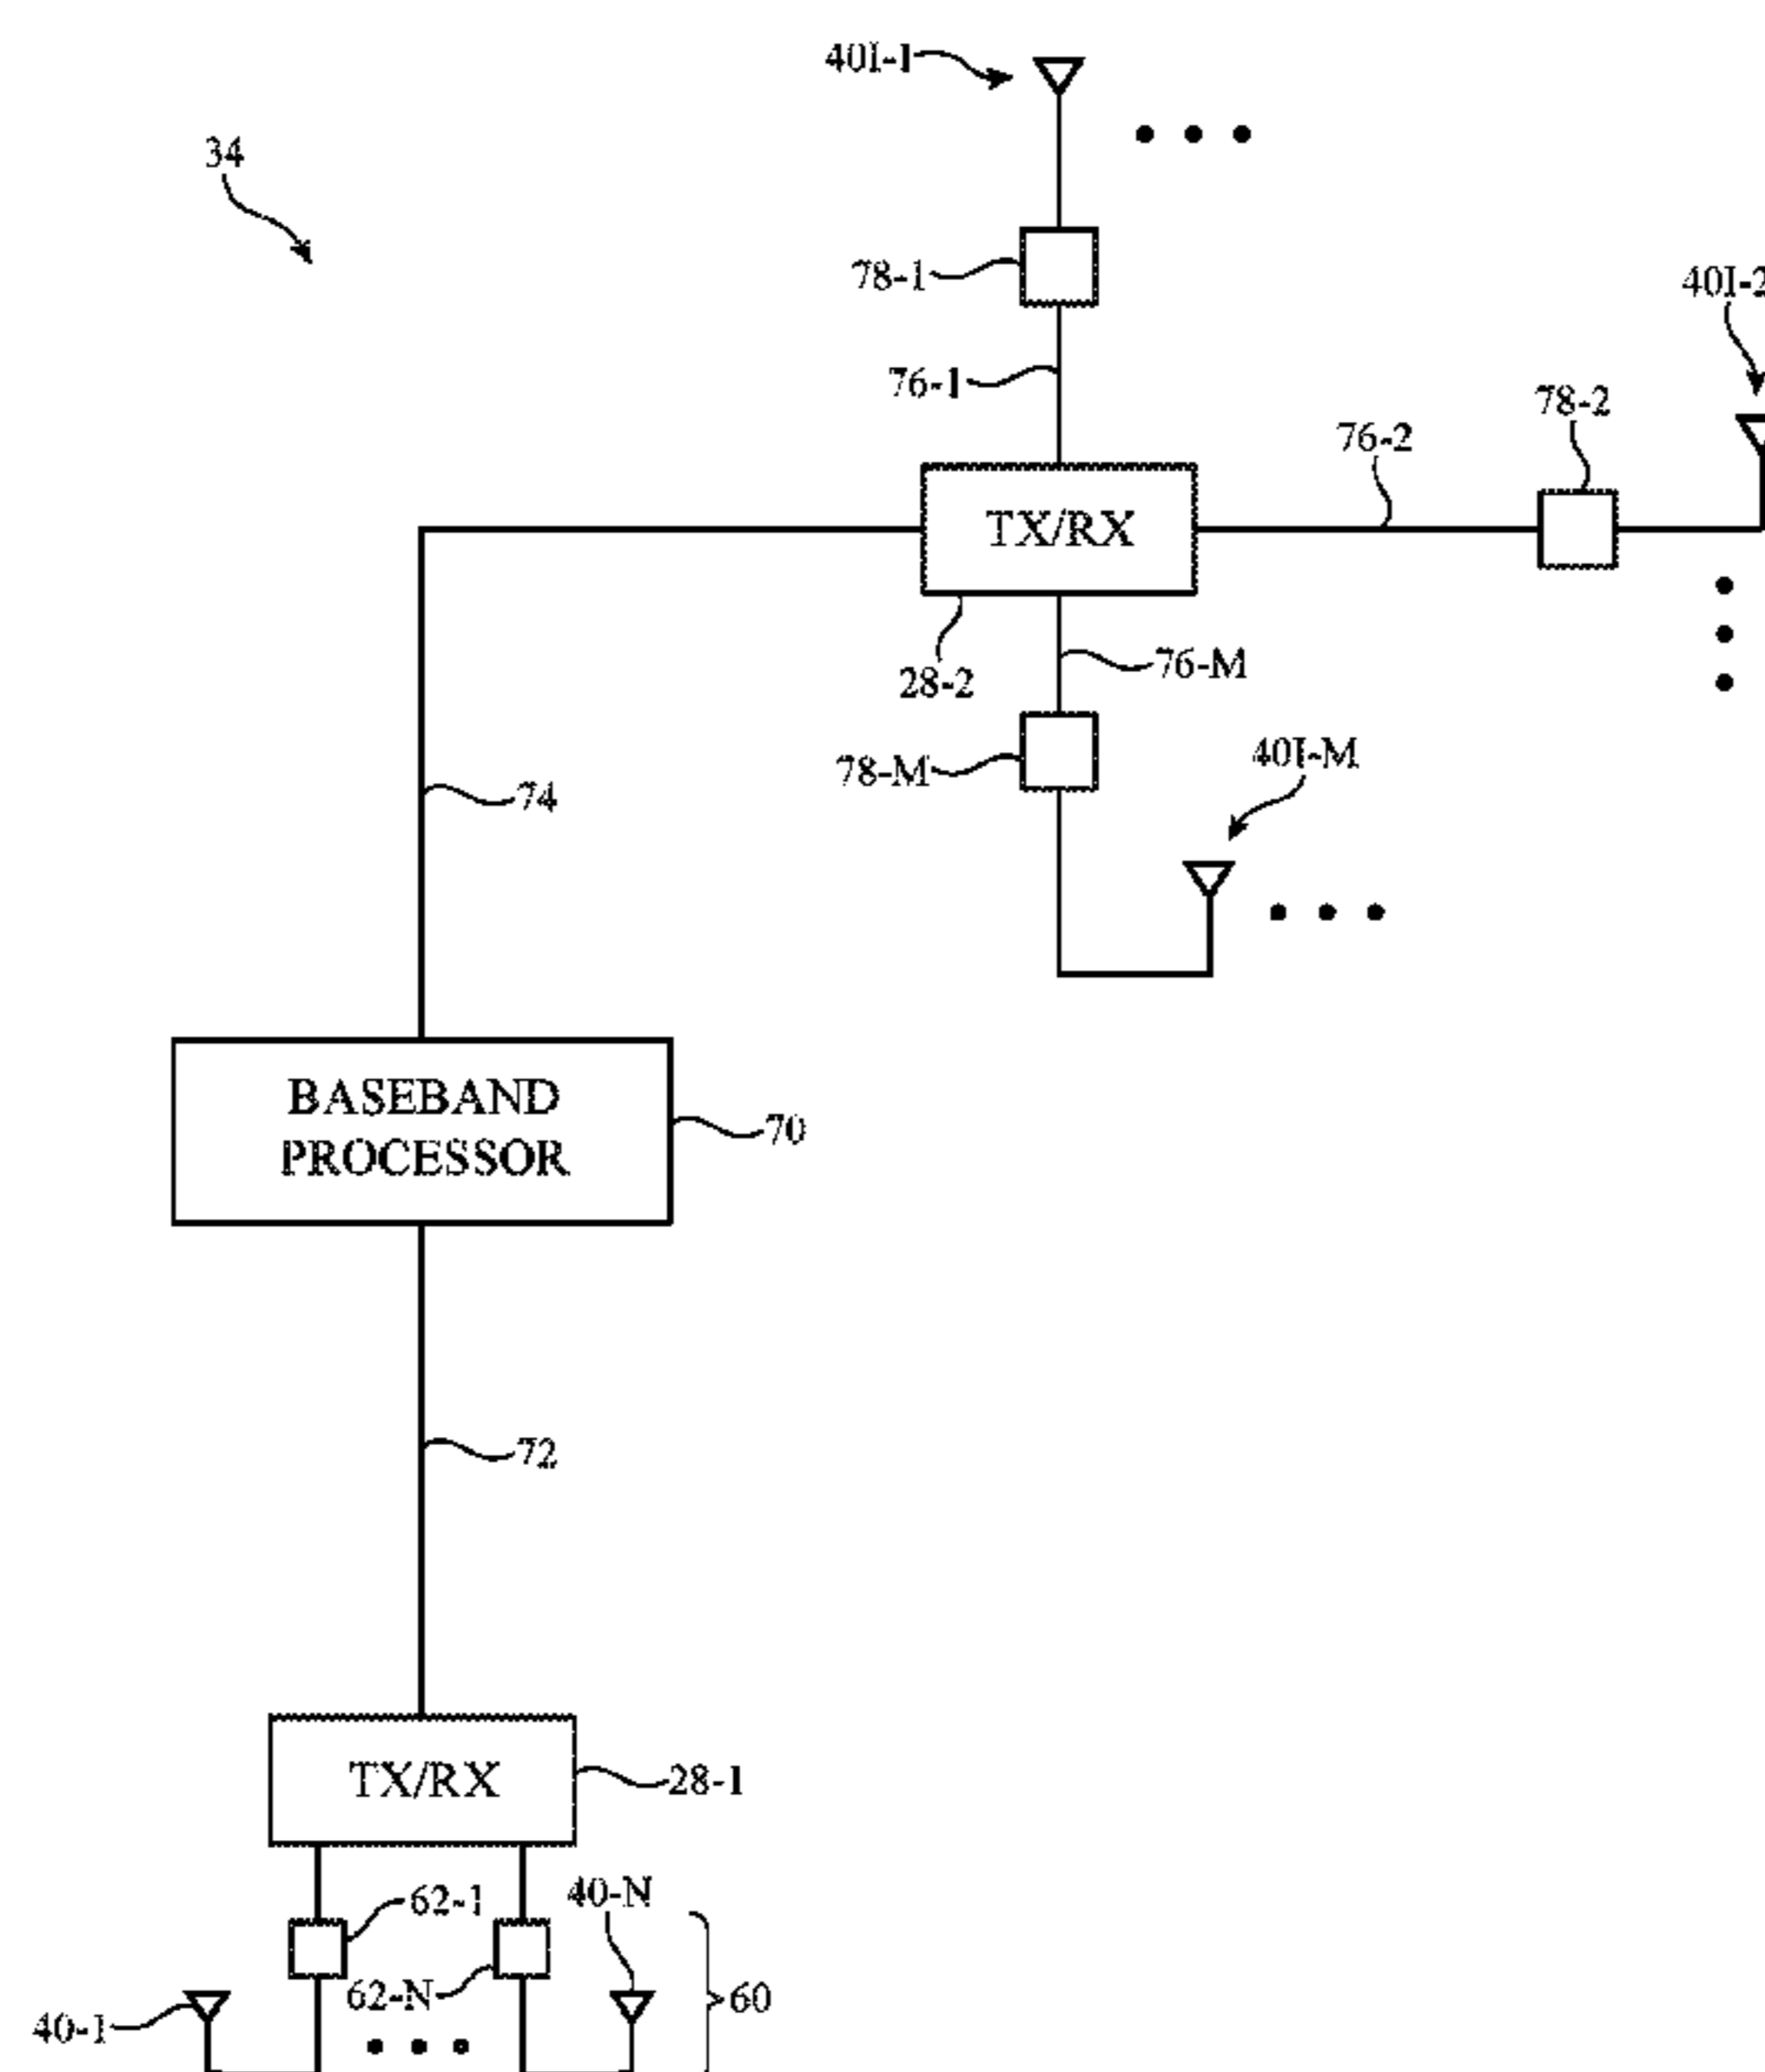 40I-1
34
78-1
40I-2
76-1
78-2
76-2
TX/RX
28-2
76-M
78-M
40I-M
74
BASEBAND
PROCESSOR
70
72
TX/RX
28-1
62-1
40-N
62-N
60
40-1